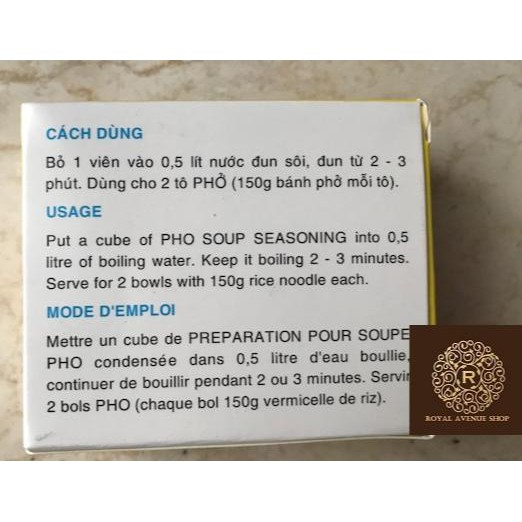 CÁCH DÙNG
Bỏ 1 viên vào 0,5 lít nước đun sôi, đun từ 2 - 3
phút. Dùng cho 2 tô PHỞ (150g bánh phở mỗi tô).
USAGE
Put a cube of PHO SOUP SEASONING into 0,5
litre of boiling water. Keep it boiling 2 - 3 minutes.
Serve for 2 bowls with 150g rice noodle each.
MODE D'EMPLOI
Mettre un cube de PREPARATION POUR SOUPE
PHO condensée dans 0,5 litre d'eau boullie,
continuer de bouillir pendant 2 ou 3 minutes. Servir
2 bols PHO (chaque bol 150g vermicelle de riz).
R
ROYAL AVENUE SHOP